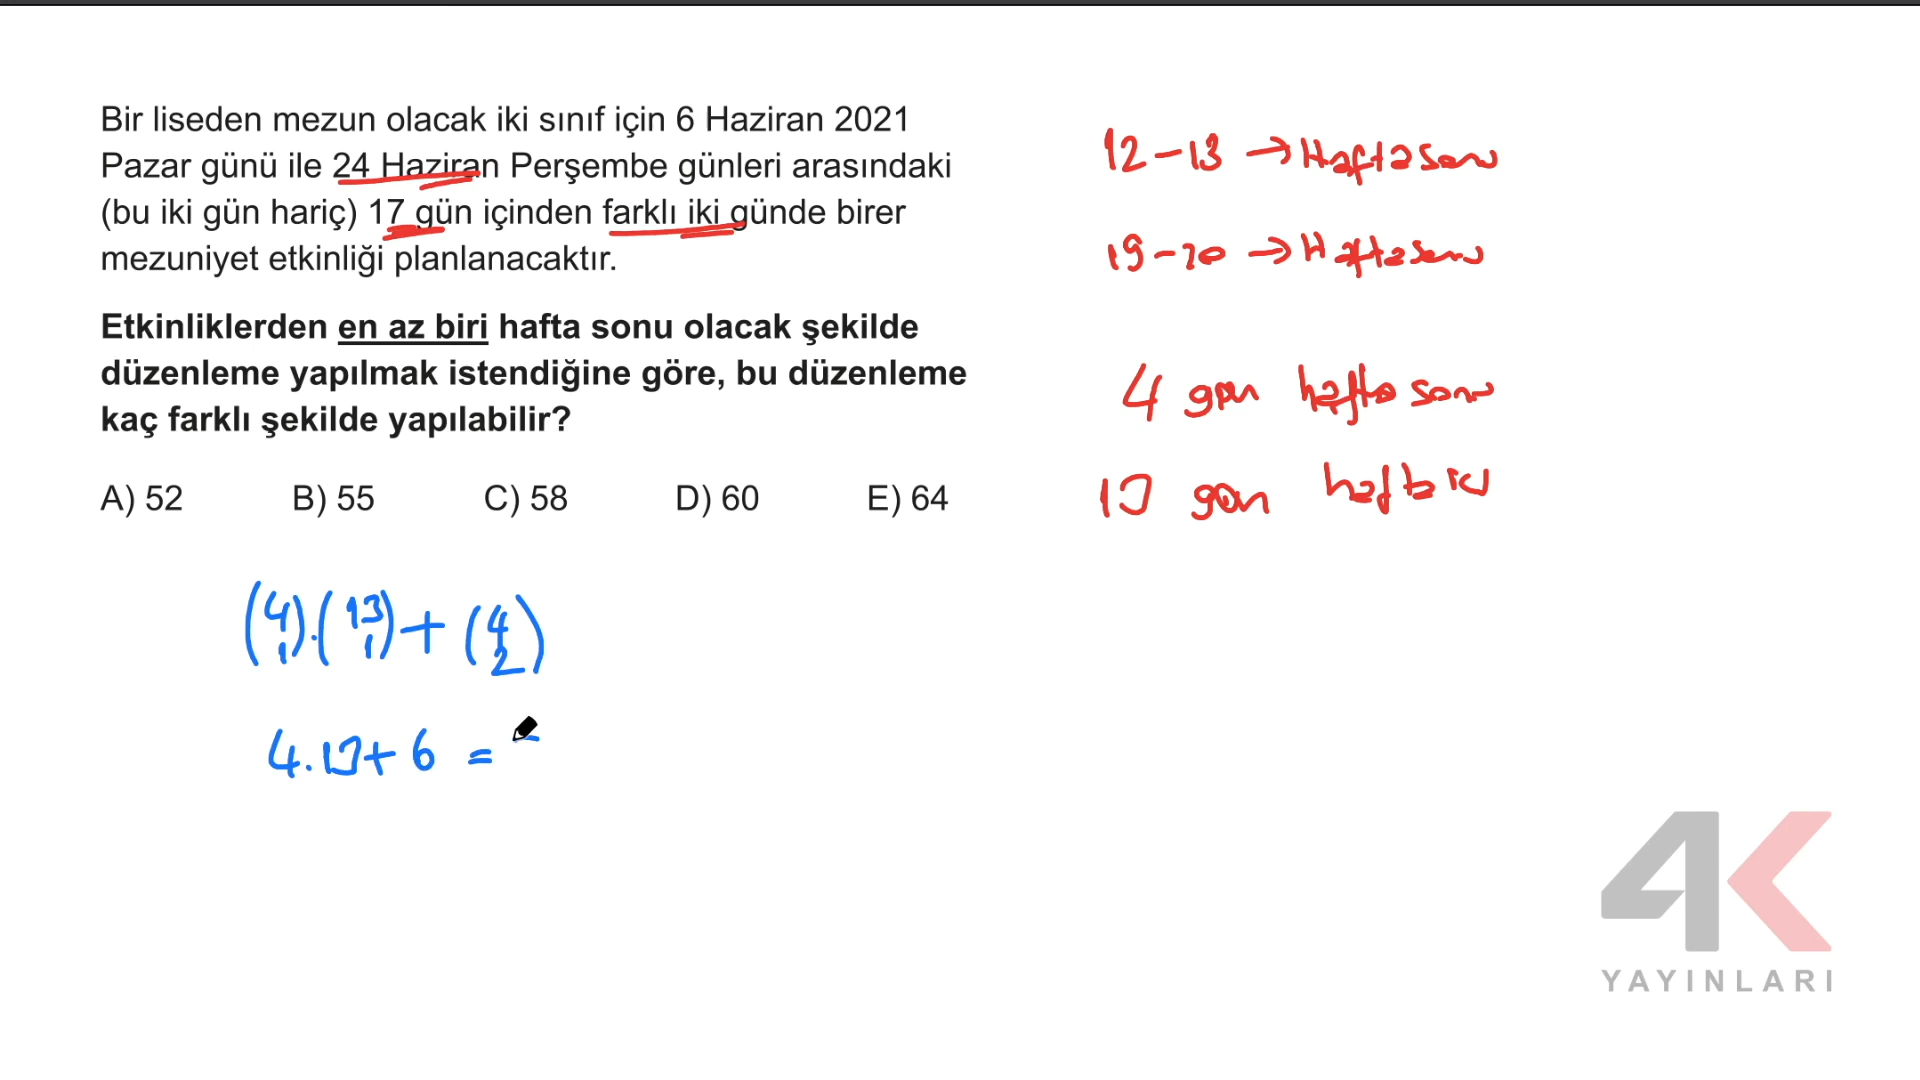 Bir liseden mezun olacak iki sınıf için 6 Haziran 2021
Pazar günü ile 24 Haziran Perşembe günleri arasındaki
(bu iki gün hariç) 17 gün içinden farklı iki günde birer
mezuniyet etkinliği planlanacaktır.
Etkinliklerden en az biri hafta sonu olacak şekilde
düzenleme yapılmak istendiğine göre, bu düzenleme
kaç farklı şekilde yapılabilir?
A) 52 B) 55 C) 58 D) 60 E) 64
12-13 → Haftasonu
19-20 → Haftasonu
4 gün hafta sonu
13 gün hafta içi
(4 1).(13 1)+(4 2)
4.13+6 =
4K
YAYINLARI